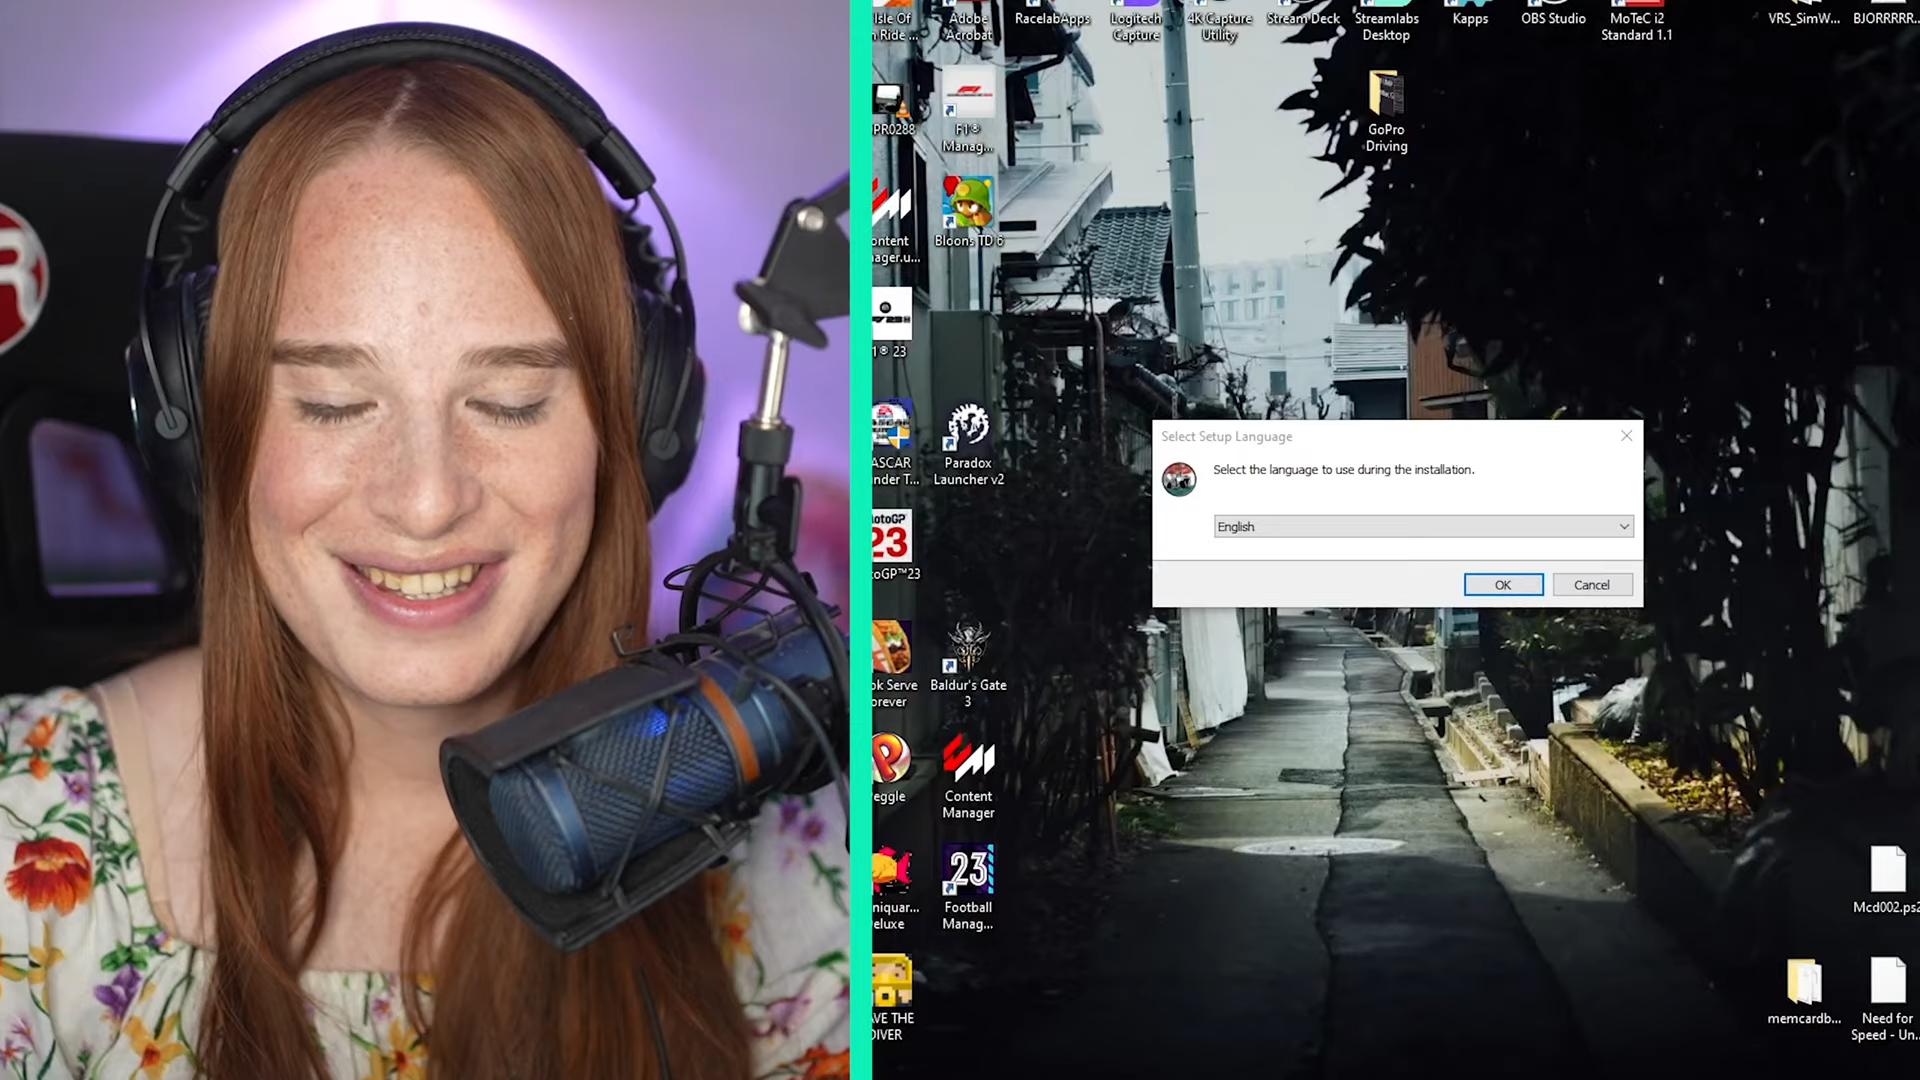 Isle Of
n Ride ...
Adobe
Acrobat
RacelabApps
Logitech
Capture
4K Capture
Utility
Stream Deck
Streamlabs
Desktop
Kapps
OBS Studio
MoTeC i2
Standard 1.1
VRS_SimW...
BJORRRRR...
PR0288
F1®
Manag...
GoPro
Driving
ontent
ager.u...
Bloons TD 6
1® 23
Select Setup Language
Select the language to use during the installation.
English
OK
Cancel
ASCAR
nder T...
Paradox
Launcher v2
MotoGP
23
toGP™23
ok Serve
orever
Baldur's Gate
3
eggle
Content
Manager
23
niquar...
eluxe
Football
Manag...
Mcd002.ps2
AVE THE
DIVER
memcardb...
Need for
Speed - Un...